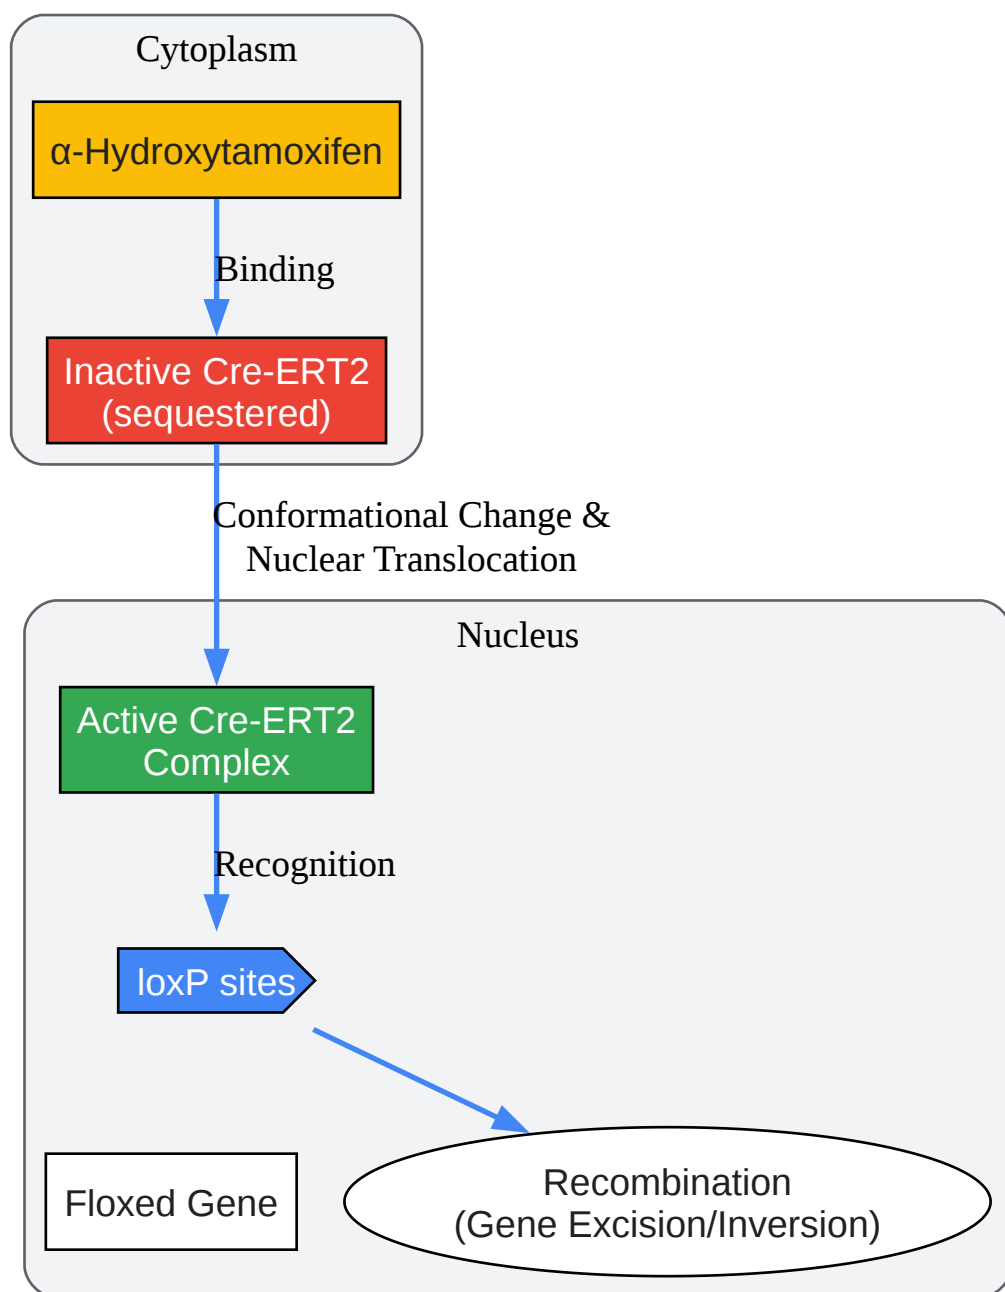 Cytoplasm
α-Hydroxytamoxifen
Binding
Inactive Cre-ERT2
(sequestered)
Conformational Change &
Nuclear Translocation
Nucleus
Active Cre-ERT2
Complex
Recognition
loxP sites
Floxed Gene
Recombination
(Gene Excision/Inversion)